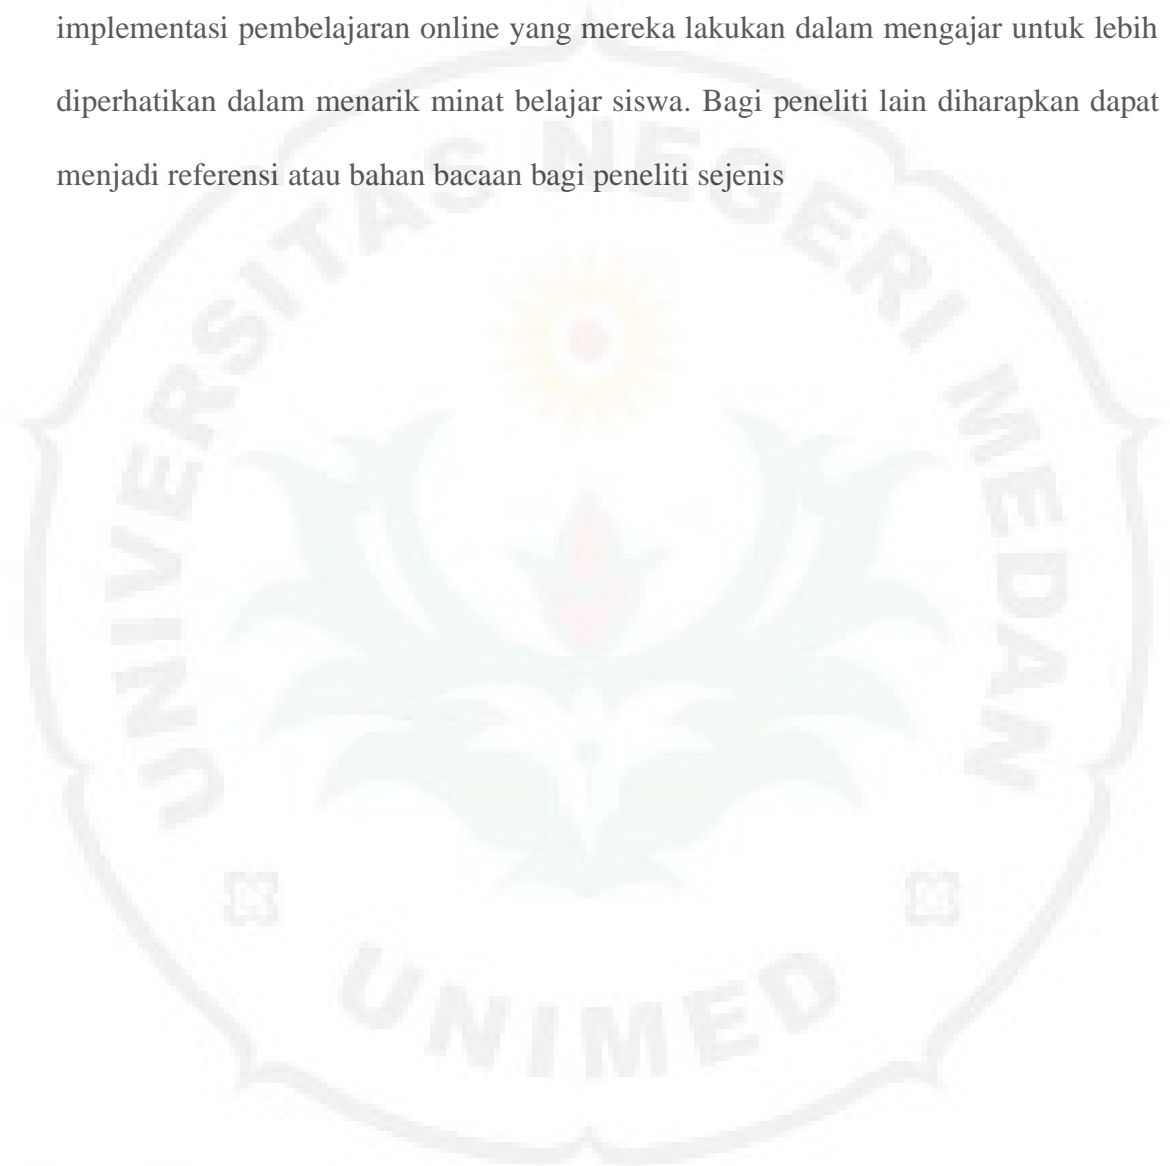 implementasi pembelajaran online yang mereka lakukan dalam mengajar untuk lebih
diperhatikan dalam menarik minat belajar siswa. Bagi peneliti lain diharapkan dapat
menjadi referensi atau bahan bacaan bagi peneliti sejenis
UNIVERSITAS NEGERI MEDAN
UNIMED